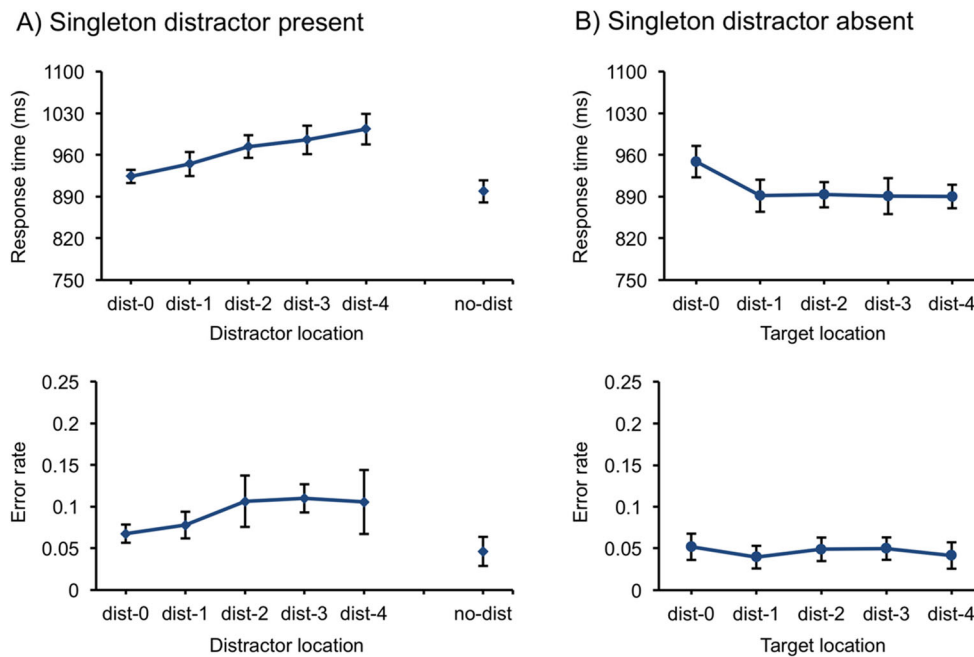 A) Singleton distractor present
1100
1030
960
890
820
750
Response time (ms)
dist-0 dist-1 dist-2 dist-3 dist-4 no-dist
Distractor location
B) Singleton distractor absent
1100
1030
960
890
820
750
Response time (ms)
dist-0 dist-1 dist-2 dist-3 dist-4
Target location
0.25
0.2
0.15
0.1
0.05
0
Error rate
dist-0 dist-1 dist-2 dist-3 dist-4 no-dist
Distractor location
0.25
0.2
0.15
0.1
0.05
0
Error rate
dist-0 dist-1 dist-2 dist-3 dist-4
Target location